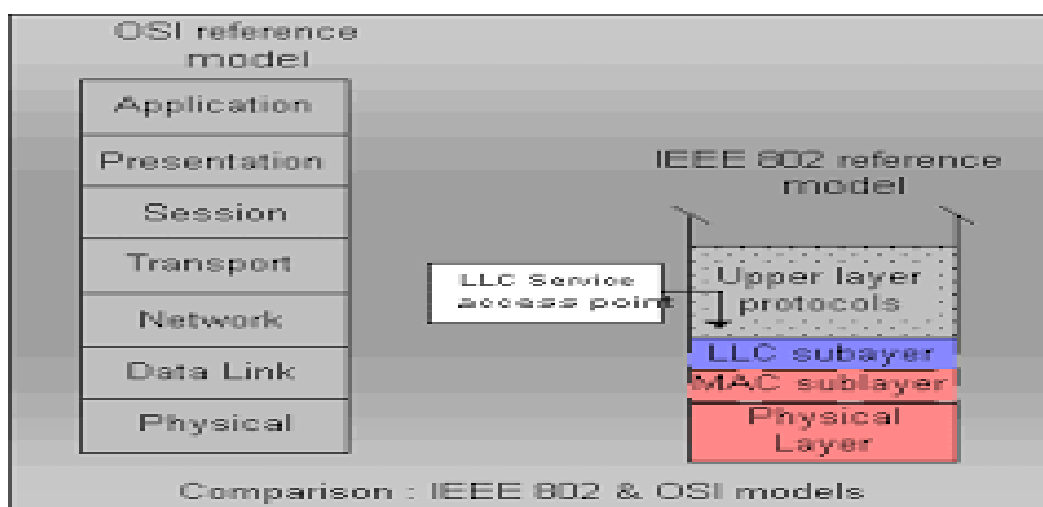 OSI reference
model
Application
Presentation
Session
Transport
Network
Data Link
Physical
IEEE 802 reference
model
LLC Service
access point
Upper layer
protocols
LLC subayer
MAC sublayer
Physical
Layer
Comparison : IEEE 802 & OSI models